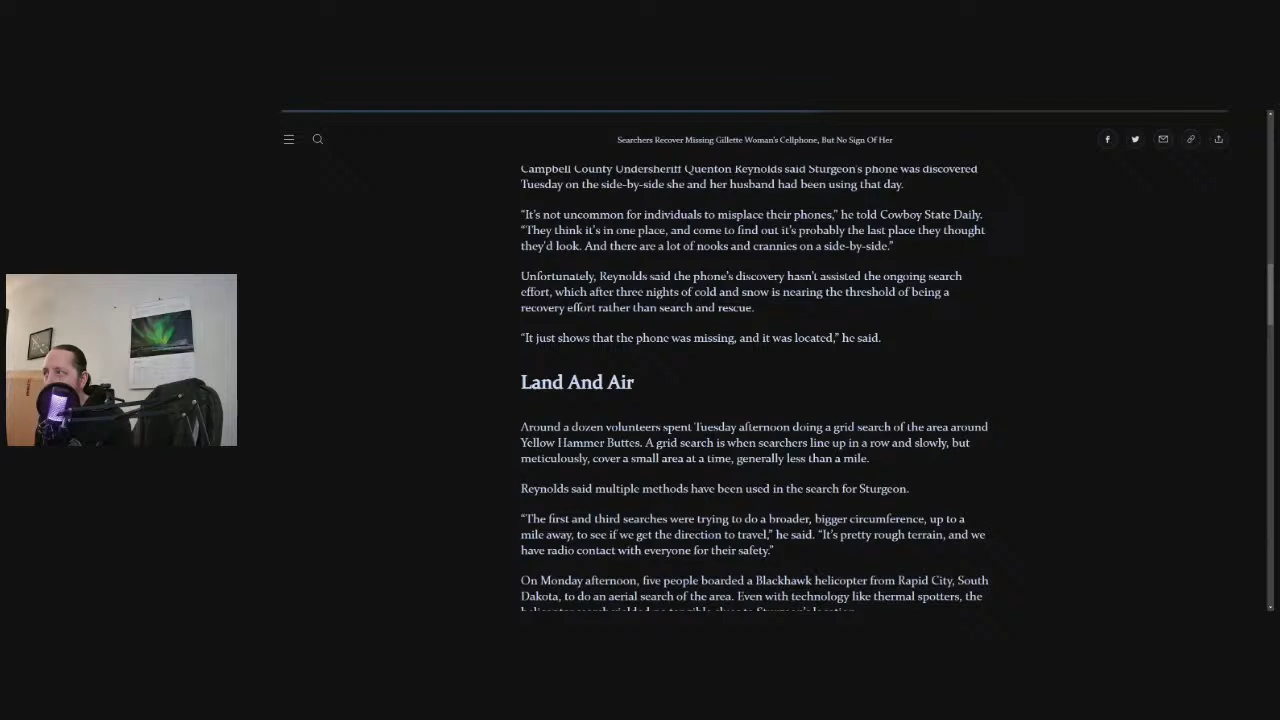 Searchers Recover Missing Gillette Woman's Cellphone, But No Sign Of Her
Campbell County Undersheriff Quenton Reynolds said Sturgeon's phone was discovered
Tuesday on the side-by-side she and her husband had been using that day.
“It's not uncommon for individuals to misplace their phones,” he told Cowboy State Daily.
“They think it's in one place, and come to find out it's probably the last place they thought
they'd look. And there are a lot of nooks and crannies on a side-by-side.”
Unfortunately, Reynolds said the phone's discovery hasn't assisted the ongoing search
effort, which after three nights of cold and snow is nearing the threshold of being a
recovery effort rather than search and rescue.
“It just shows that the phone was missing, and it was located,” he said.
Land And Air
Around a dozen volunteers spent Tuesday afternoon doing a grid search of the area around
Yellow Hammer Buttes. A grid search is when searchers line up in a row and slowly, but
meticulously, cover a small area at a time, generally less than a mile.
Reynolds said multiple methods have been used in the search for Sturgeon.
“The first and third searches were trying to do a broader, bigger circumference, up to a
mile away, to see if we get the direction to travel,” he said. “It's pretty rough terrain, and we
have radio contact with everyone for their safety.”
On Monday afternoon, five people boarded a Blackhawk helicopter from Rapid City, South
Dakota, to do an aerial search of the area. Even with technology like thermal spotters, the
helicopter search yielded no tangible clues to Sturgeon's location.